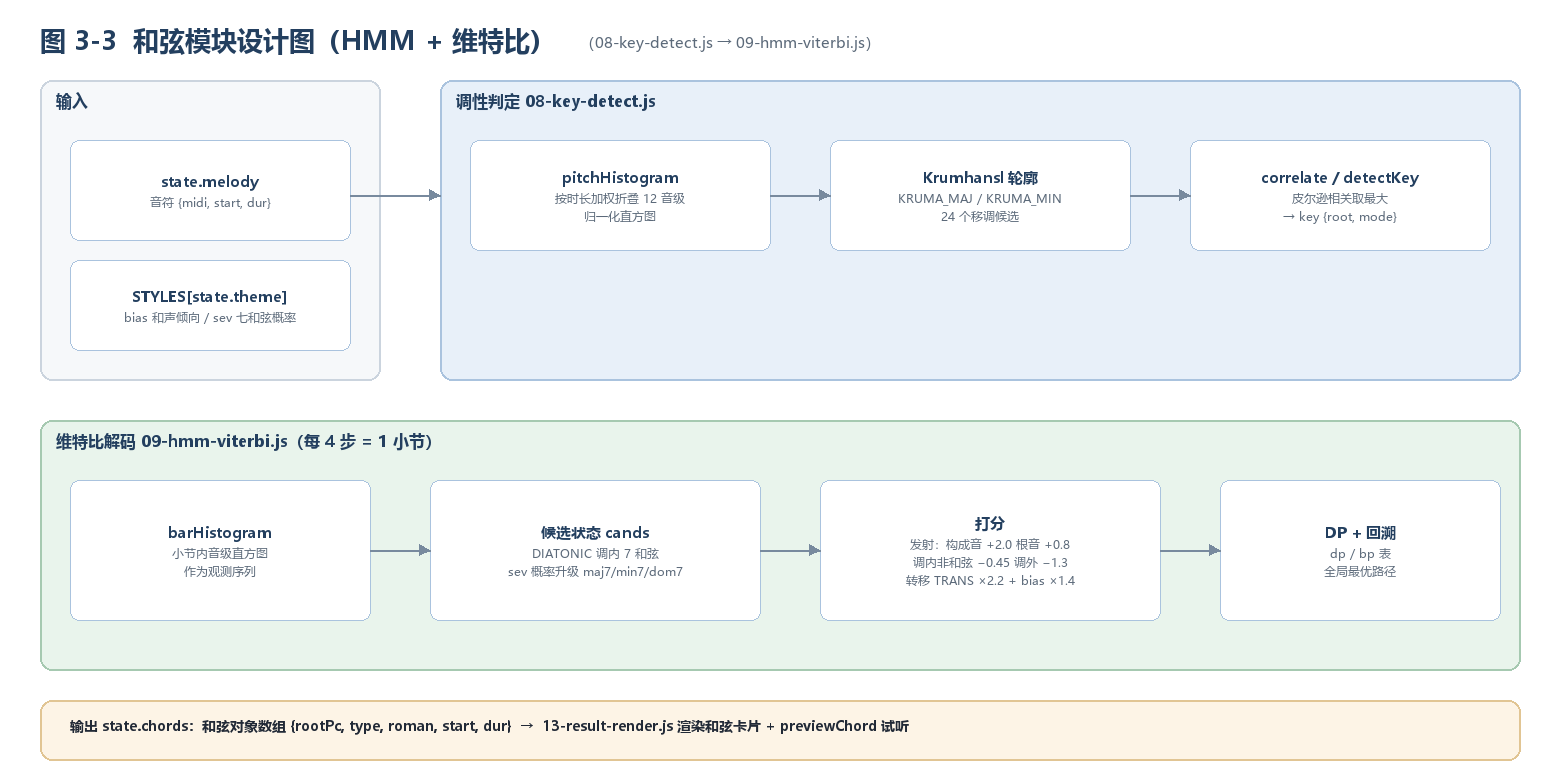 图 3-3 和弦模块设计图（HMM + 维特比）
（08-key-detect.js → 09-hmm-viterbi.js）
输入
state.melody
音符 {midi, start, dur}
STYLES[state.theme]
bias 和声倾向 / sev 七和弦概率
调性判定 08-key-detect.js
pitchHistogram
按时长加权折叠 12 音级
归一化直方图
Krumhansl 轮廓
KRUMA_MAJ / KRUMA_MIN
24 个移调候选
correlate / detectKey
皮尔逊相关取最大
→ key {root, mode}
维特比解码 09-hmm-viterbi.js（每 4 步 = 1 小节）
barHistogram
小节内音级直方图
作为观测序列
候选状态 cands
DIATONIC 调内 7 和弦
sev 概率升级 maj7/min7/dom7
打分
发射：构成音 +2.0 根音 +0.8
调内非和弦 −0.45 调外 −1.3
转移 TRANS ×2.2 + bias ×1.4
DP + 回溯
dp / bp 表
全局最优路径
输出 state.chords：和弦对象数组 {rootPc, type, roman, start, dur} → 13-result-render.js 渲染和弦卡片 + previewChord 试听